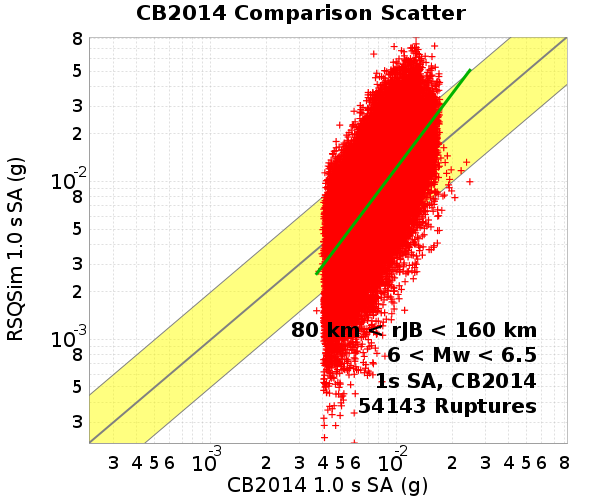 CB2014 Comparison Scatter
8
5
3
2
10-2
8
5
3
2
10-3
8
5
3
RSQSim 1.0 s SA (g)
80 km < rJB < 160 km
6 < Mw < 6.5
1s SA, CB2014
54143 Ruptures
3 4 5 6 10-3 2 3 4 5 6 10-2 2 3 4 5 6 8
CB2014 1.0 s SA (g)